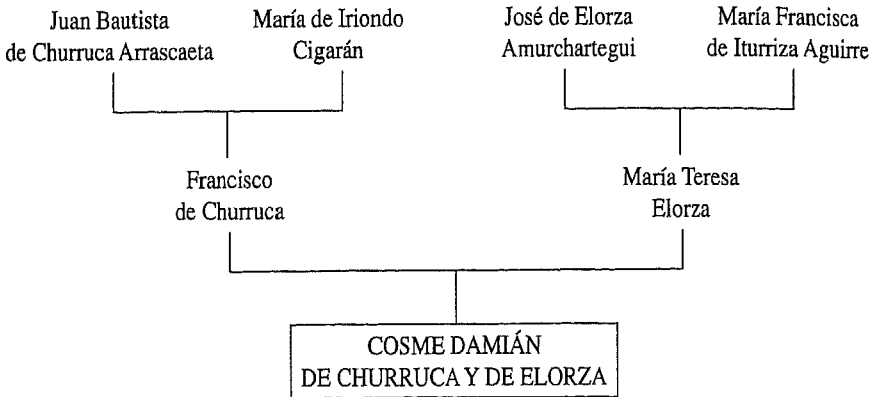 Juan Bautista
de Churruca Arrascaeta
María de Iriondo
Cigarán
José de Elorza
Amurchartegui
María Francisca
de Iturriza Aguirre
Francisco
de Churruca
María Teresa
Elorza
COSME DAMIÁN
DE CHURRUCA Y DE ELORZA